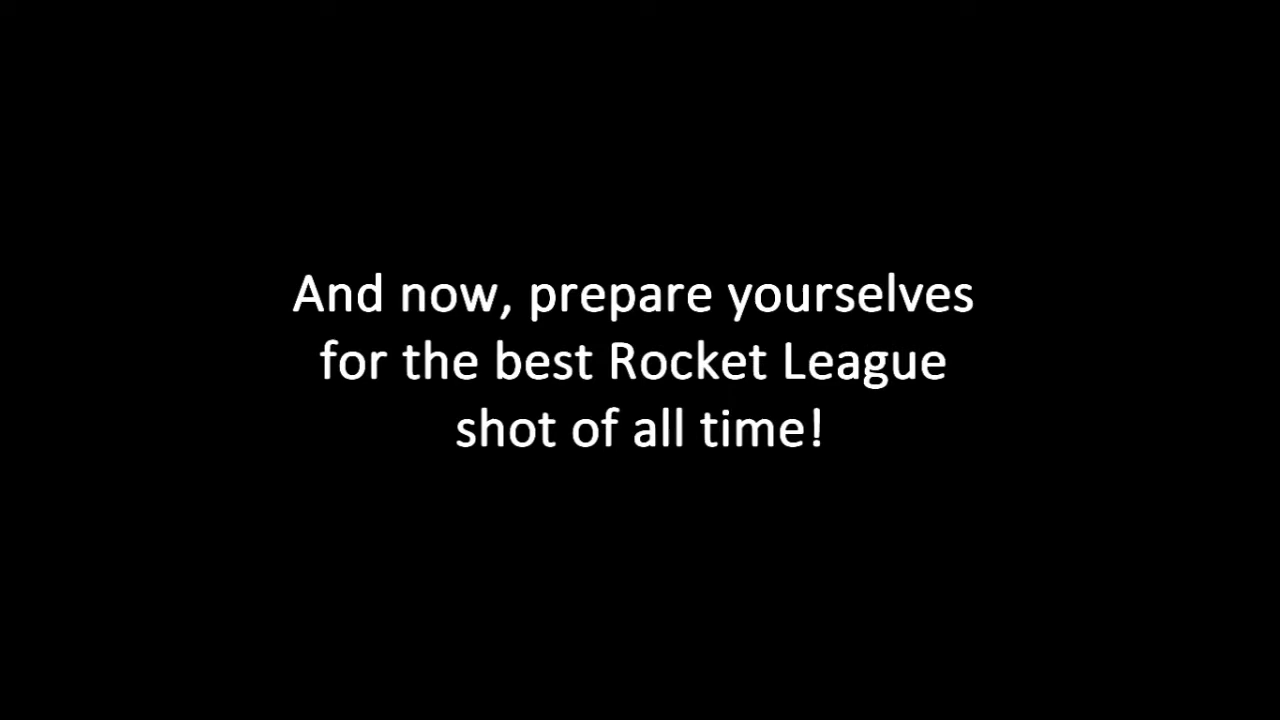 And now, prepare yourselves
for the best Rocket League
shot of all time!